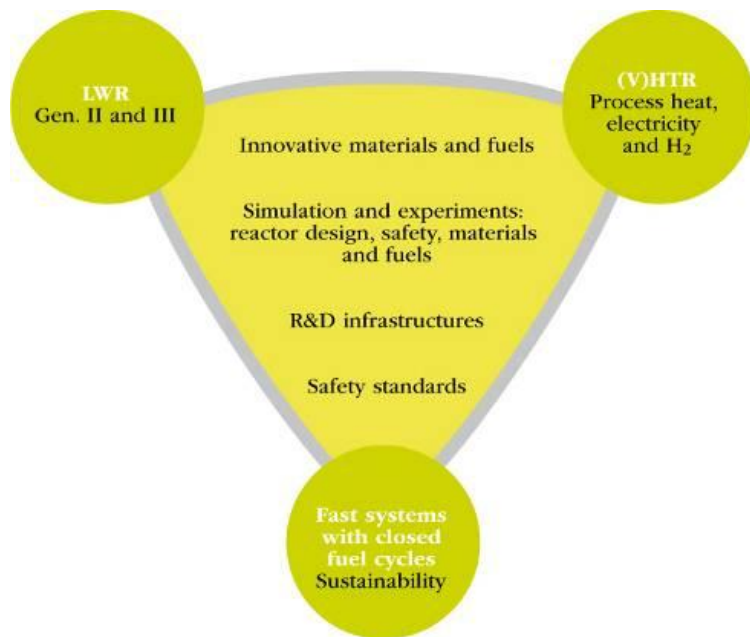 LWR
Gen. II and III
(V)HTR
Process heat,
electricity
and H₂
Innovative materials and fuels
Simulation and experiments:
reactor design, safety, materials
and fuels
R&D infrastructures
Safety standards
Fast systems
with closed
fuel cycles
Sustainability